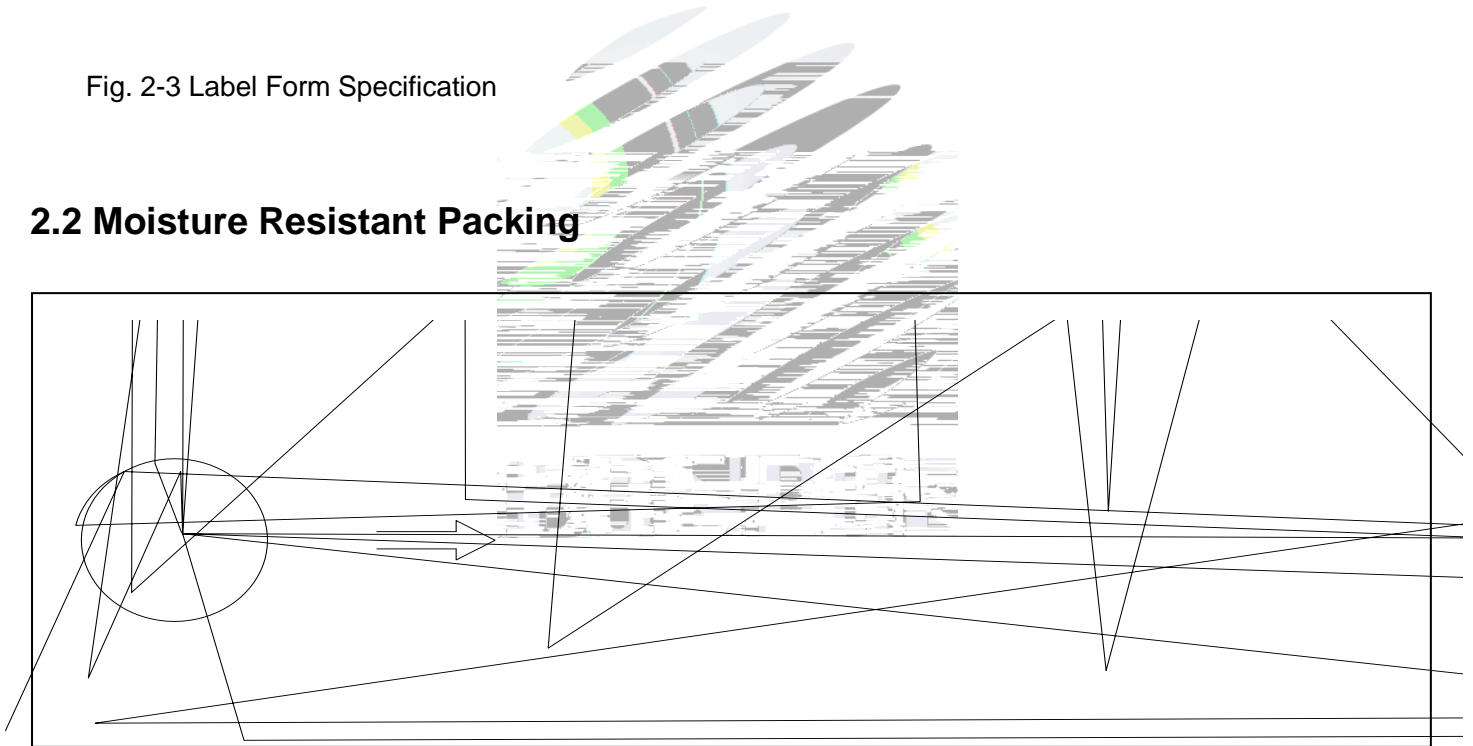 Fig. 2-3 Label Form Specification
2.2 Moisture Resistant Packing